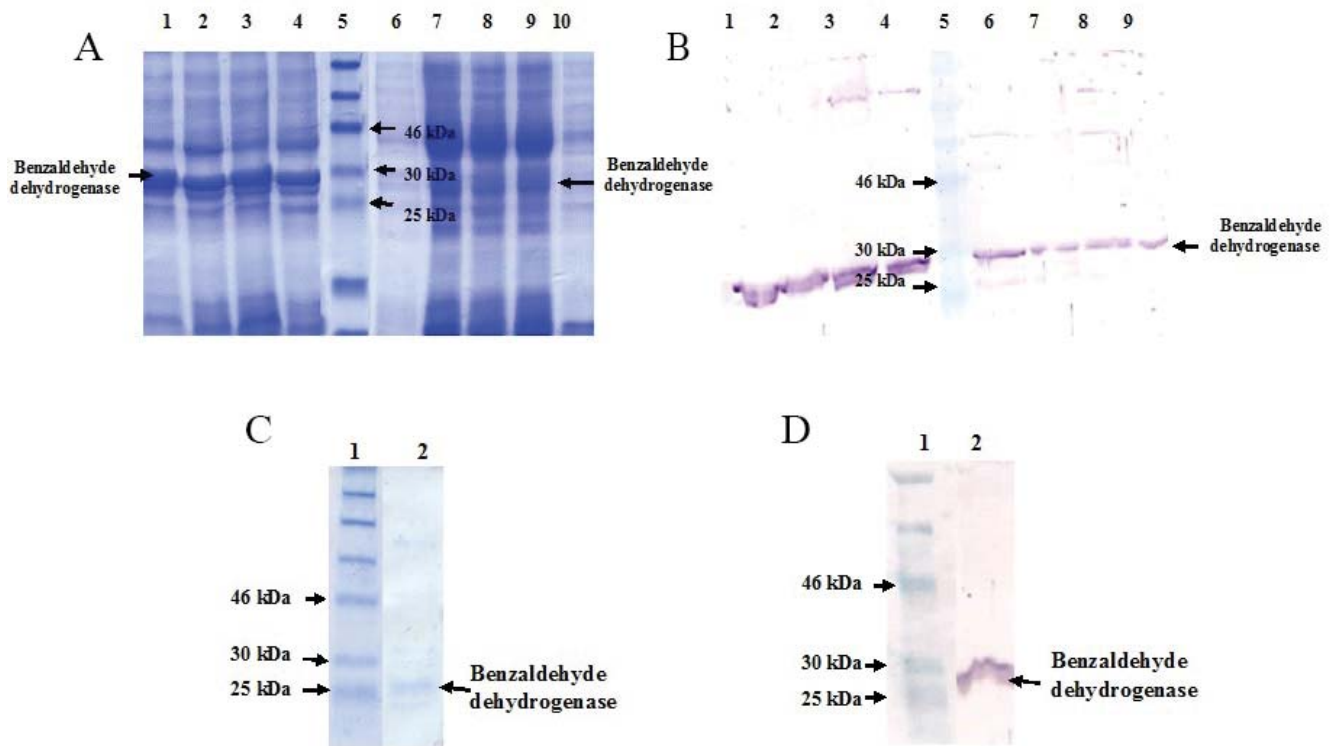 1 2 3 4 5 6 7 8 9 10
A
46 kDa
30 kDa
25 kDa
Benzaldehyde
dehydrogenase
Benzaldehyde
dehydrogenase
1 2 3 4 5 6 7 8 9
B
46 kDa
30 kDa
25 kDa
Benzaldehyde
dehydrogenase
C
1 2
46 kDa
30 kDa
25 kDa
Benzaldehyde
dehydrogenase
D
1 2
46 kDa
30 kDa
25 kDa
Benzaldehyde
dehydrogenase